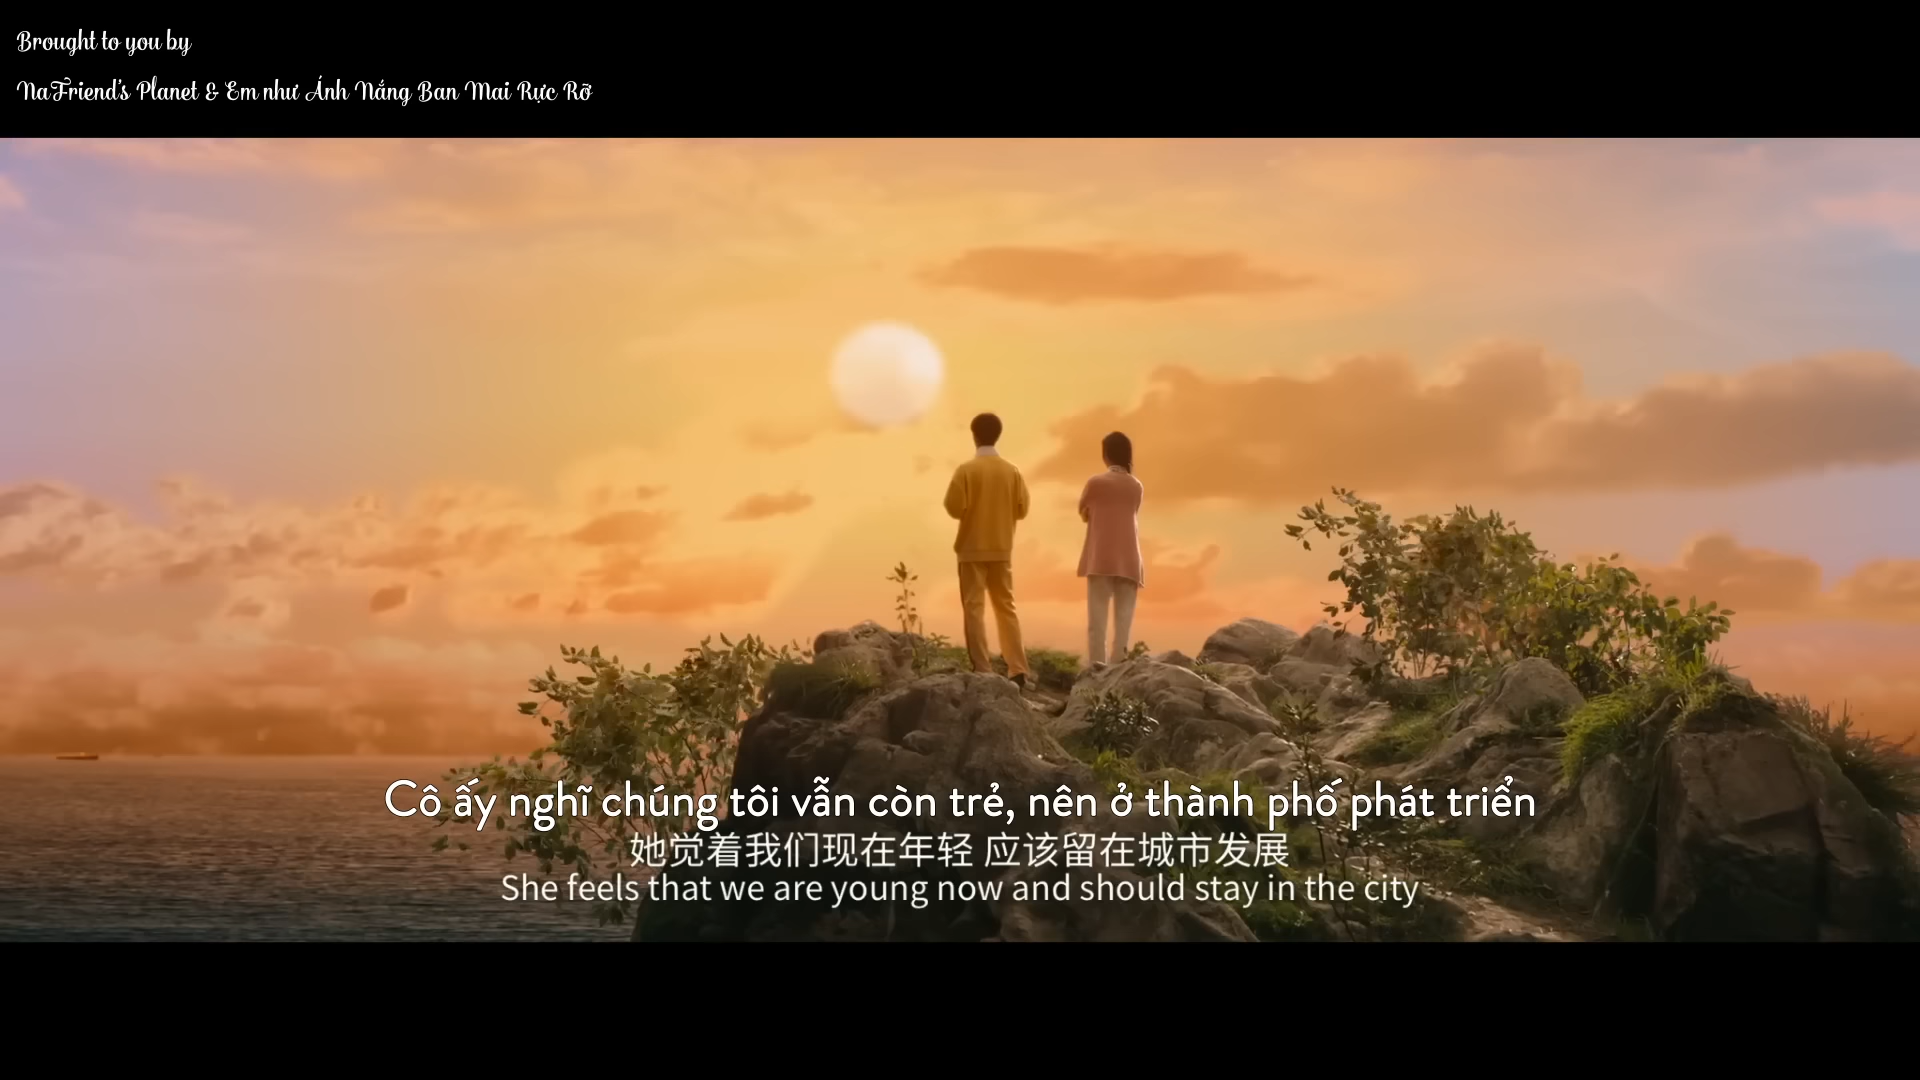 Brought to you by
NaFriend's Planet & Em như Ánh Nắng Ban Mai Rực Rỡ
Cô ấy nghĩ chúng tôi vẫn còn trẻ, nên ở thành phố phát triển
她觉着我们现在年轻 应该留在城市发展
She feels that we are young now and should stay in the city